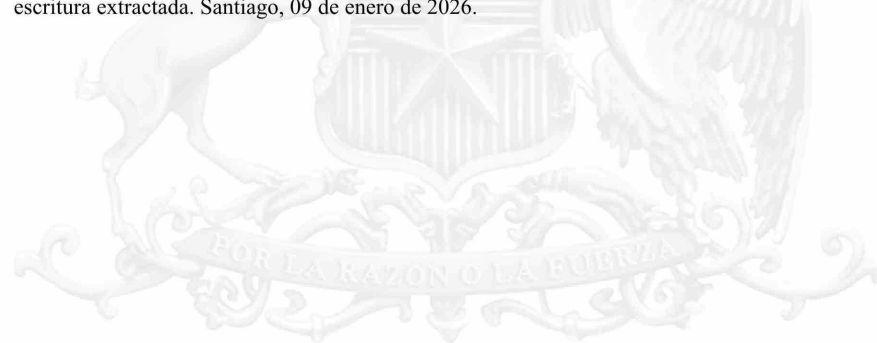 escritura extractada. Santiago, 09 de enero de 2026.
POR LA RAZON O LA FUERZA